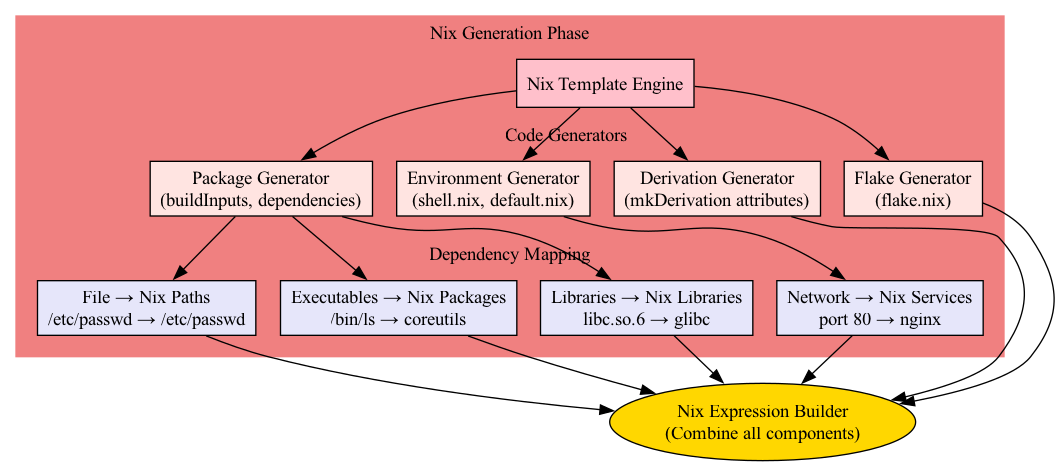 Nix Generation Phase
Nix Template Engine
Code Generators
Package Generator
(buildInputs, dependencies)
Environment Generator
(shell.nix, default.nix)
Derivation Generator
(mkDerivation attributes)
Flake Generator
(flake.nix)
Dependency Mapping
File → Nix Paths
/etc/passwd → /etc/passwd
Executables → Nix Packages
/bin/ls → coreutils
Libraries → Nix Libraries
libc.so.6 → glibc
Network → Nix Services
port 80 → nginx
Nix Expression Builder
(Combine all components)